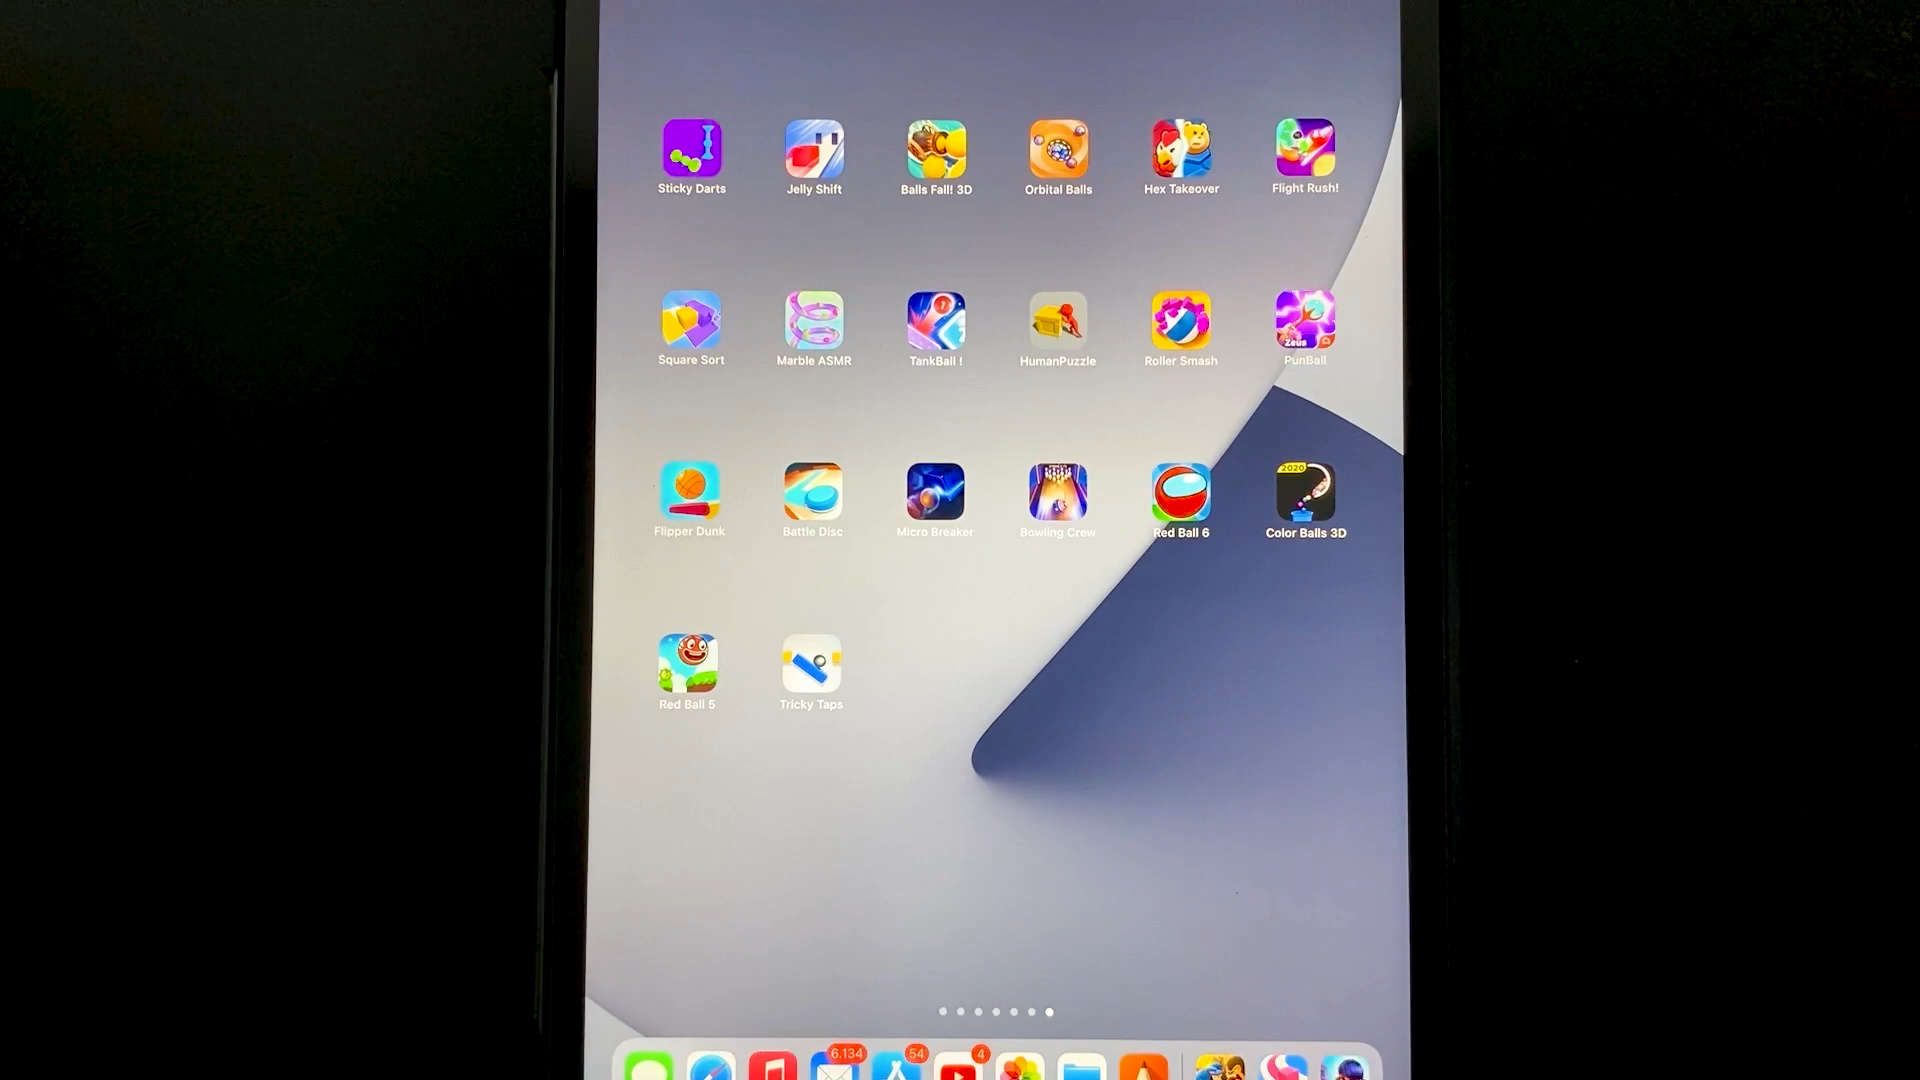 Sticky Darts
Jelly Shift
Balls Fall! 3D
Orbital Balls
Hex Takeover
Flight Rush!
Square Sort
Marble ASMR
TankBall !
HumanPuzzle
Roller Smash
Zeus
PunBall
Flipper Dunk
Battle Disc
Micro Breaker
Bowling Crew
Red Ball 6
2020
Color Balls 3D
Red Ball 5
Tricky Taps
6.134
54
4